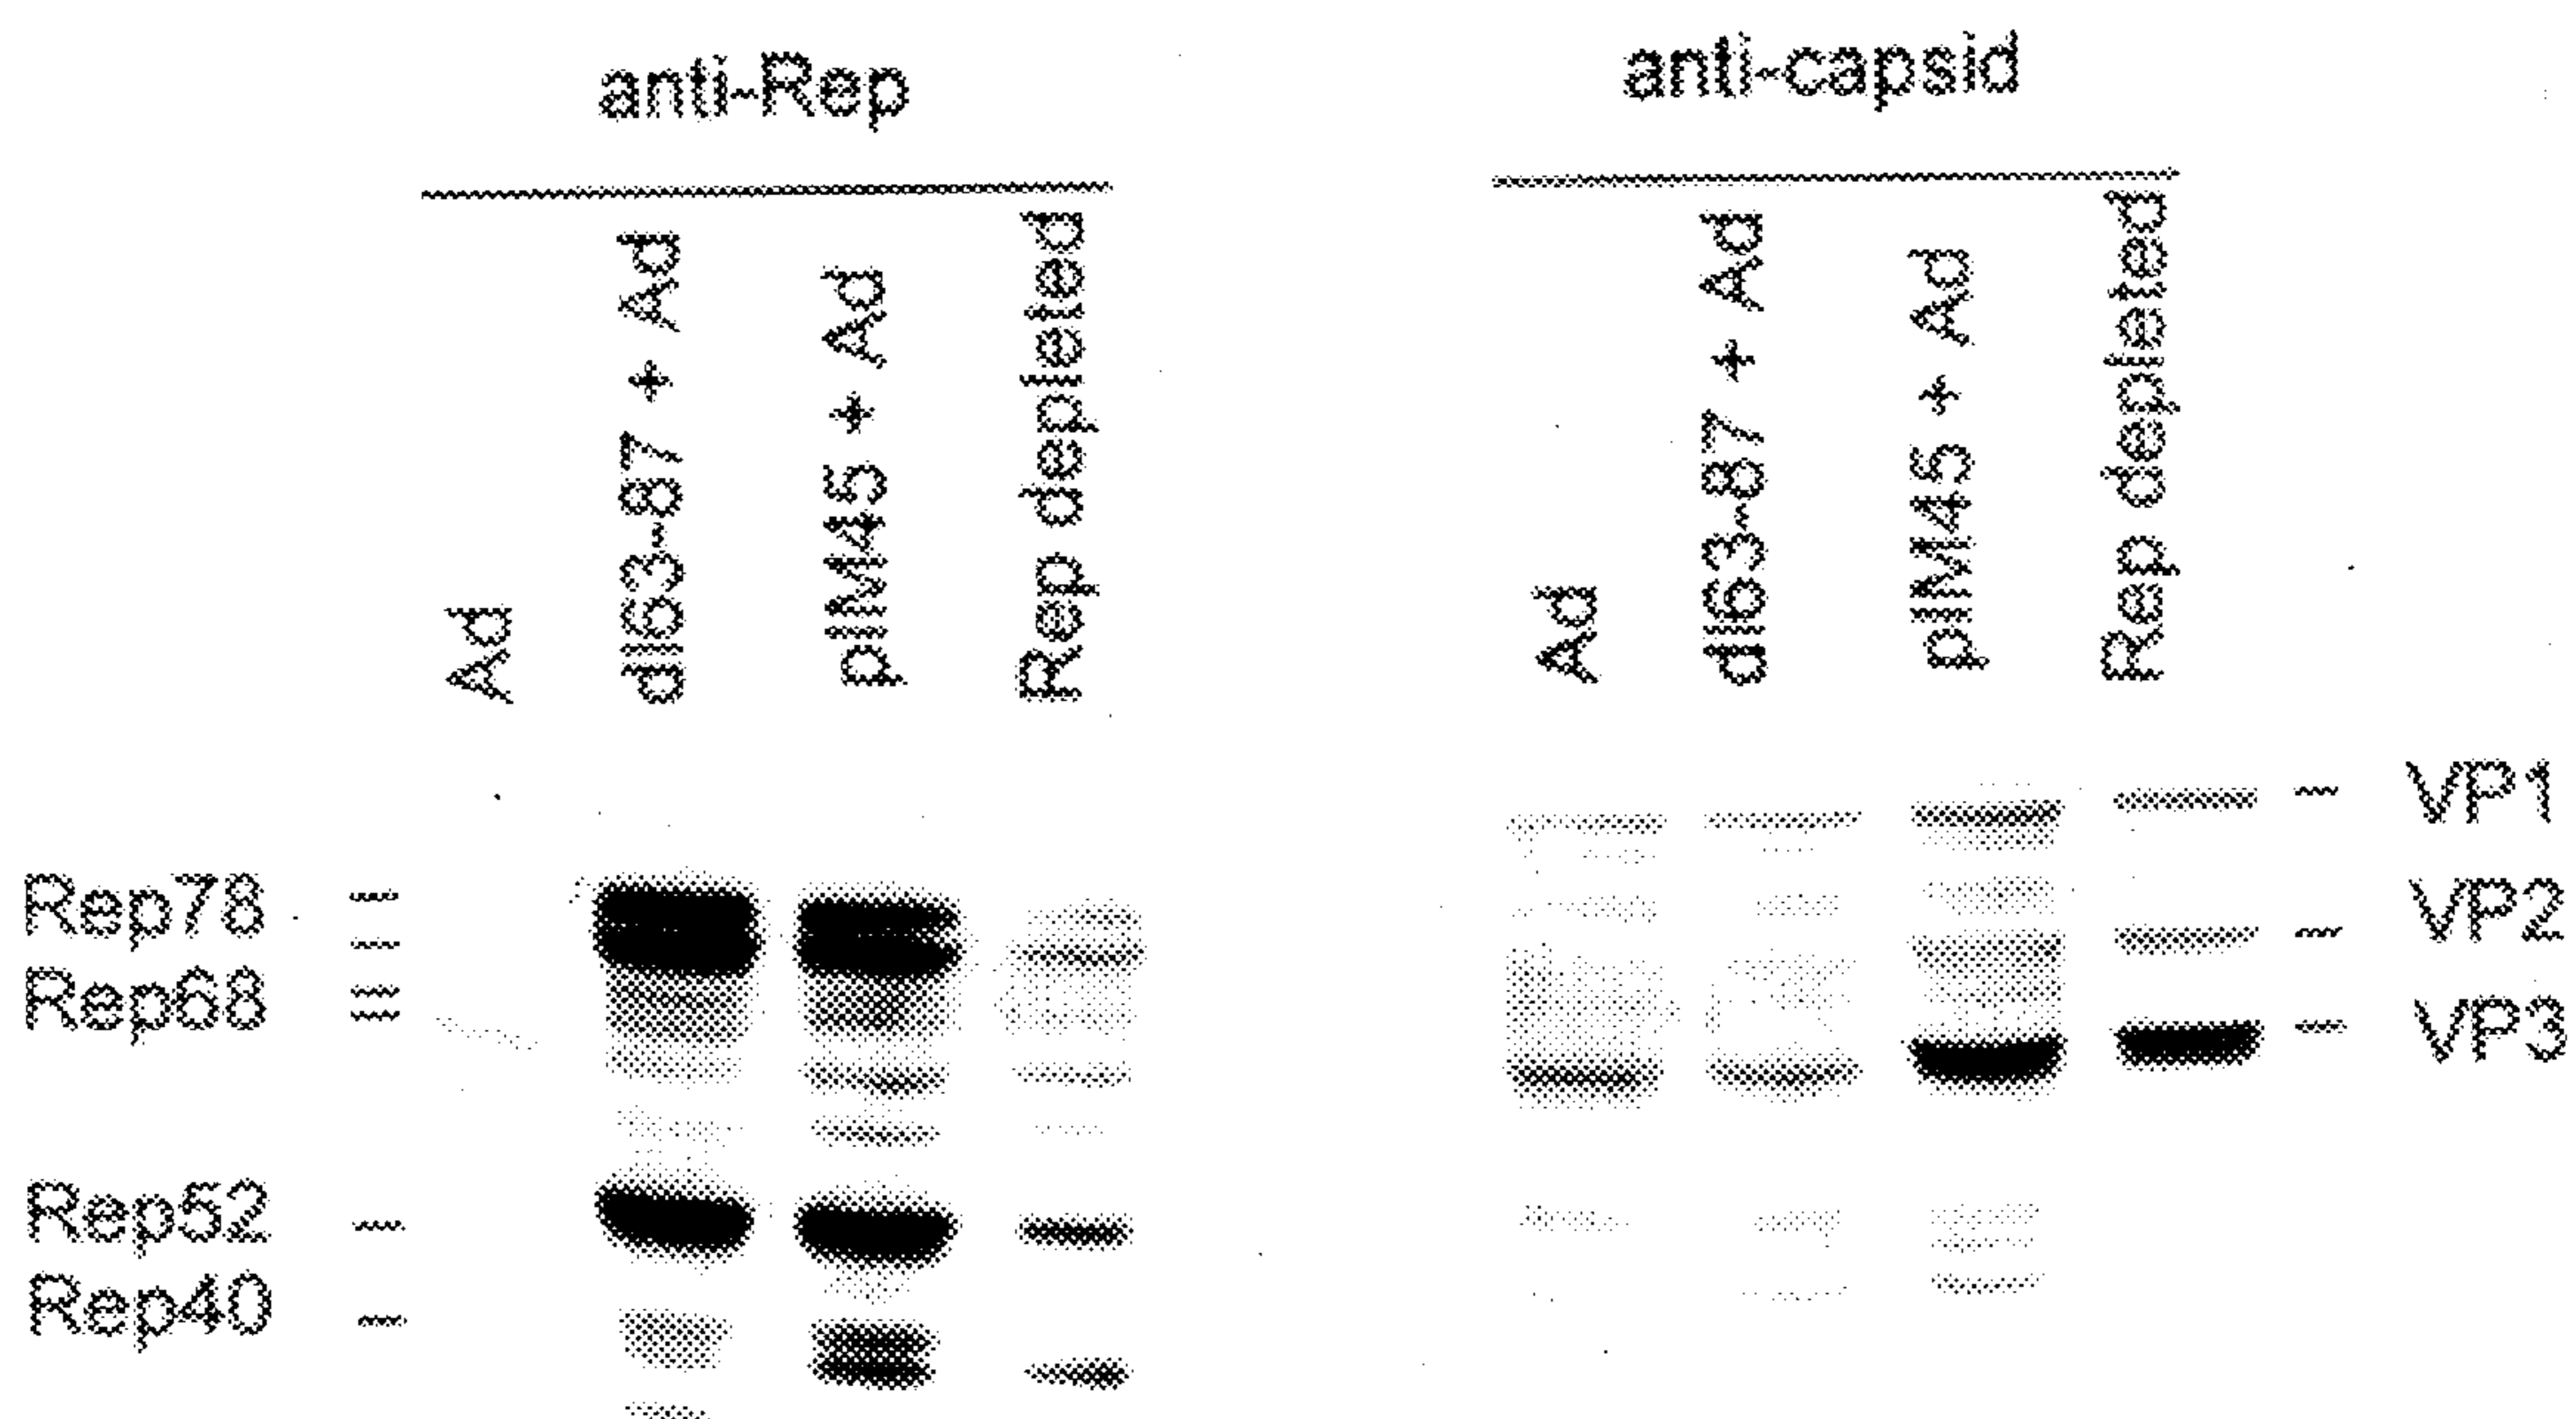 anti-Rep
anti-capsid
Ad
dl63-87 + Ad
pIM45 + Ad
Rep depleted
Ad
dl63-87 + Ad
pIM45 + Ad
Rep depleted
Rep78
Rep68
Rep52
Rep40
VP1
VP2
VP3